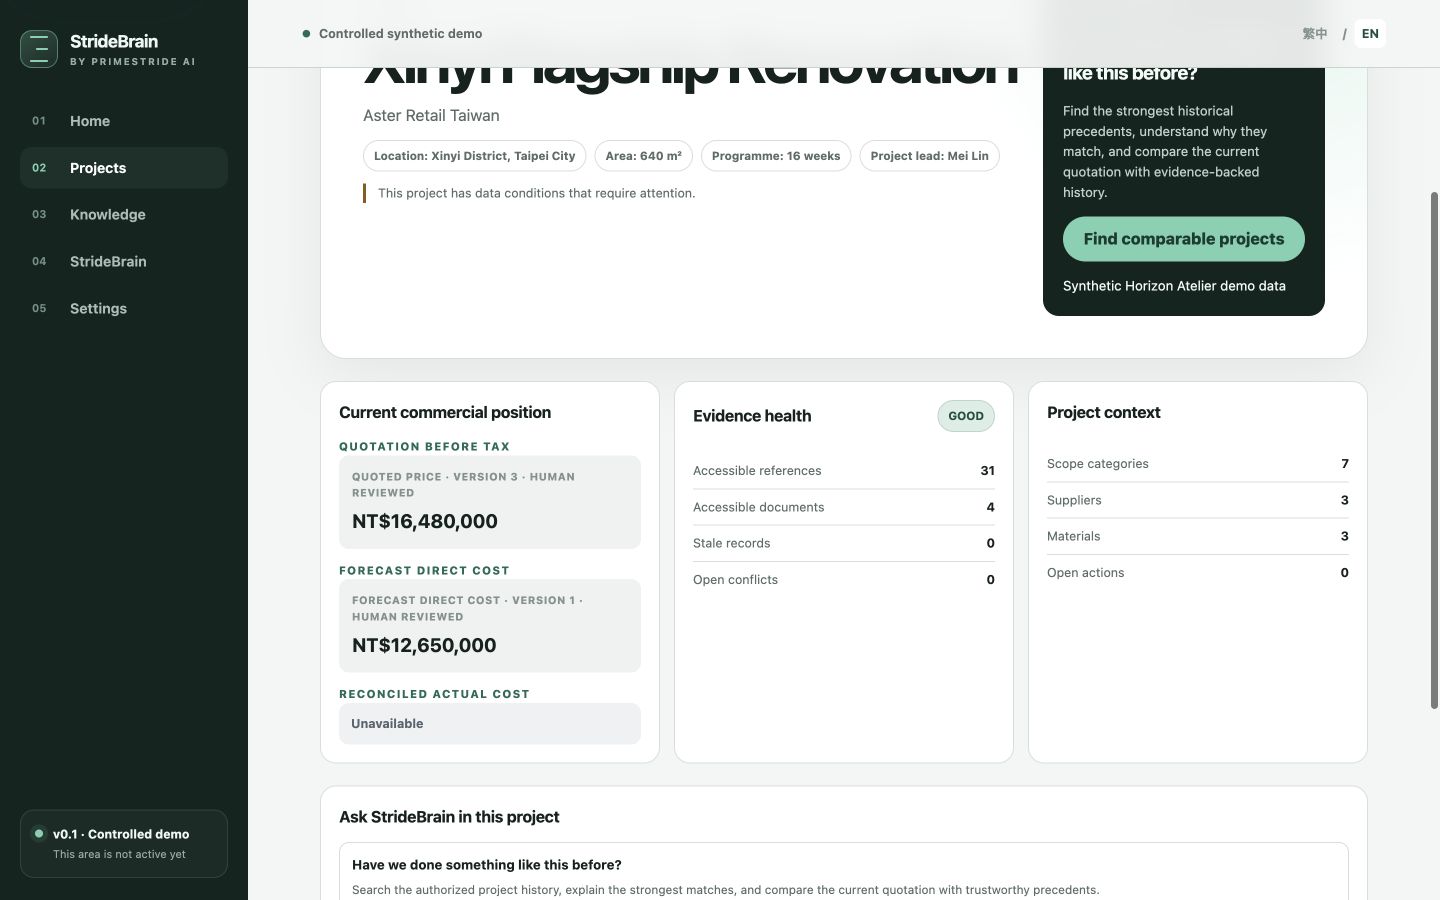 StrideBrain
BY PRIMESTRIDE AI
01 Home
02 Projects
03 Knowledge
04 StrideBrain
05 Settings
v0.1 · Controlled demo
This area is not active yet
Controlled synthetic demo
繁中 / EN
Xinyi Flagship Renovation
Aster Retail Taiwan
Location: Xinyi District, Taipei City
Area: 640 m²
Programme: 16 weeks
Project lead: Mei Lin
This project has data conditions that require attention.
like this before?
Find the strongest historical
precedents, understand why they
match, and compare the current
quotation with evidence-backed
history.
Find comparable projects
Synthetic Horizon Atelier demo data
Current commercial position
QUOTATION BEFORE TAX
QUOTED PRICE · VERSION 3 · HUMAN
REVIEWED
NT$16,480,000
FORECAST DIRECT COST
FORECAST DIRECT COST · VERSION 1 ·
HUMAN REVIEWED
NT$12,650,000
RECONCILED ACTUAL COST
Unavailable
Evidence health
GOOD
Accessible references 31
Accessible documents 4
Stale records 0
Open conflicts 0
Project context
Scope categories 7
Suppliers 3
Materials 3
Open actions 0
Ask StrideBrain in this project
Have we done something like this before?
Search the authorized project history, explain the strongest matches, and compare the current quotation with trustworthy precedents.